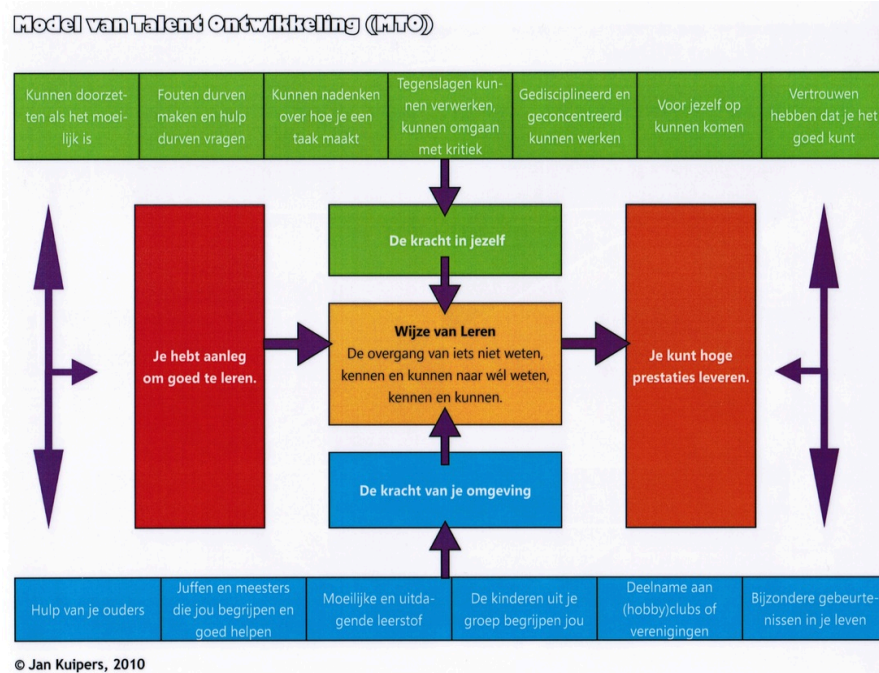 Model van Talent Ontwikkeling (MTO)
Kunnen doorzet-
ten als het moei-
lijk is
Fouten durven
maken en hulp
durven vragen
Kunnen nadenken
over hoe je een
taak maakt
Tegenslagen kun-
nen verwerken,
kunnen omgaan
met kritiek
Gedisciplineerd en
geconcentreerd
kunnen werken
Voor jezelf op
kunnen komen
Vertrouwen
hebben dat je het
goed kunt
De kracht in jezelf
Je hebt aanleg
om goed te leren.
Wijze van Leren
De overgang van iets niet weten,
kennen en kunnen naar wél weten,
kennen en kunnen.
Je kunt hoge
prestaties leveren.
De kracht van je omgeving
Hulp van je ouders
Juffen en meesters
die jou begrijpen en
goed helpen
Moeilijke en uitda-
gende leerstof
De kinderen uit je
groep begrijpen jou
Deelname aan
(hobby)clubs of
verenigingen
Bijzondere gebeurte-
nissen in je leven
© Jan Kuipers, 2010